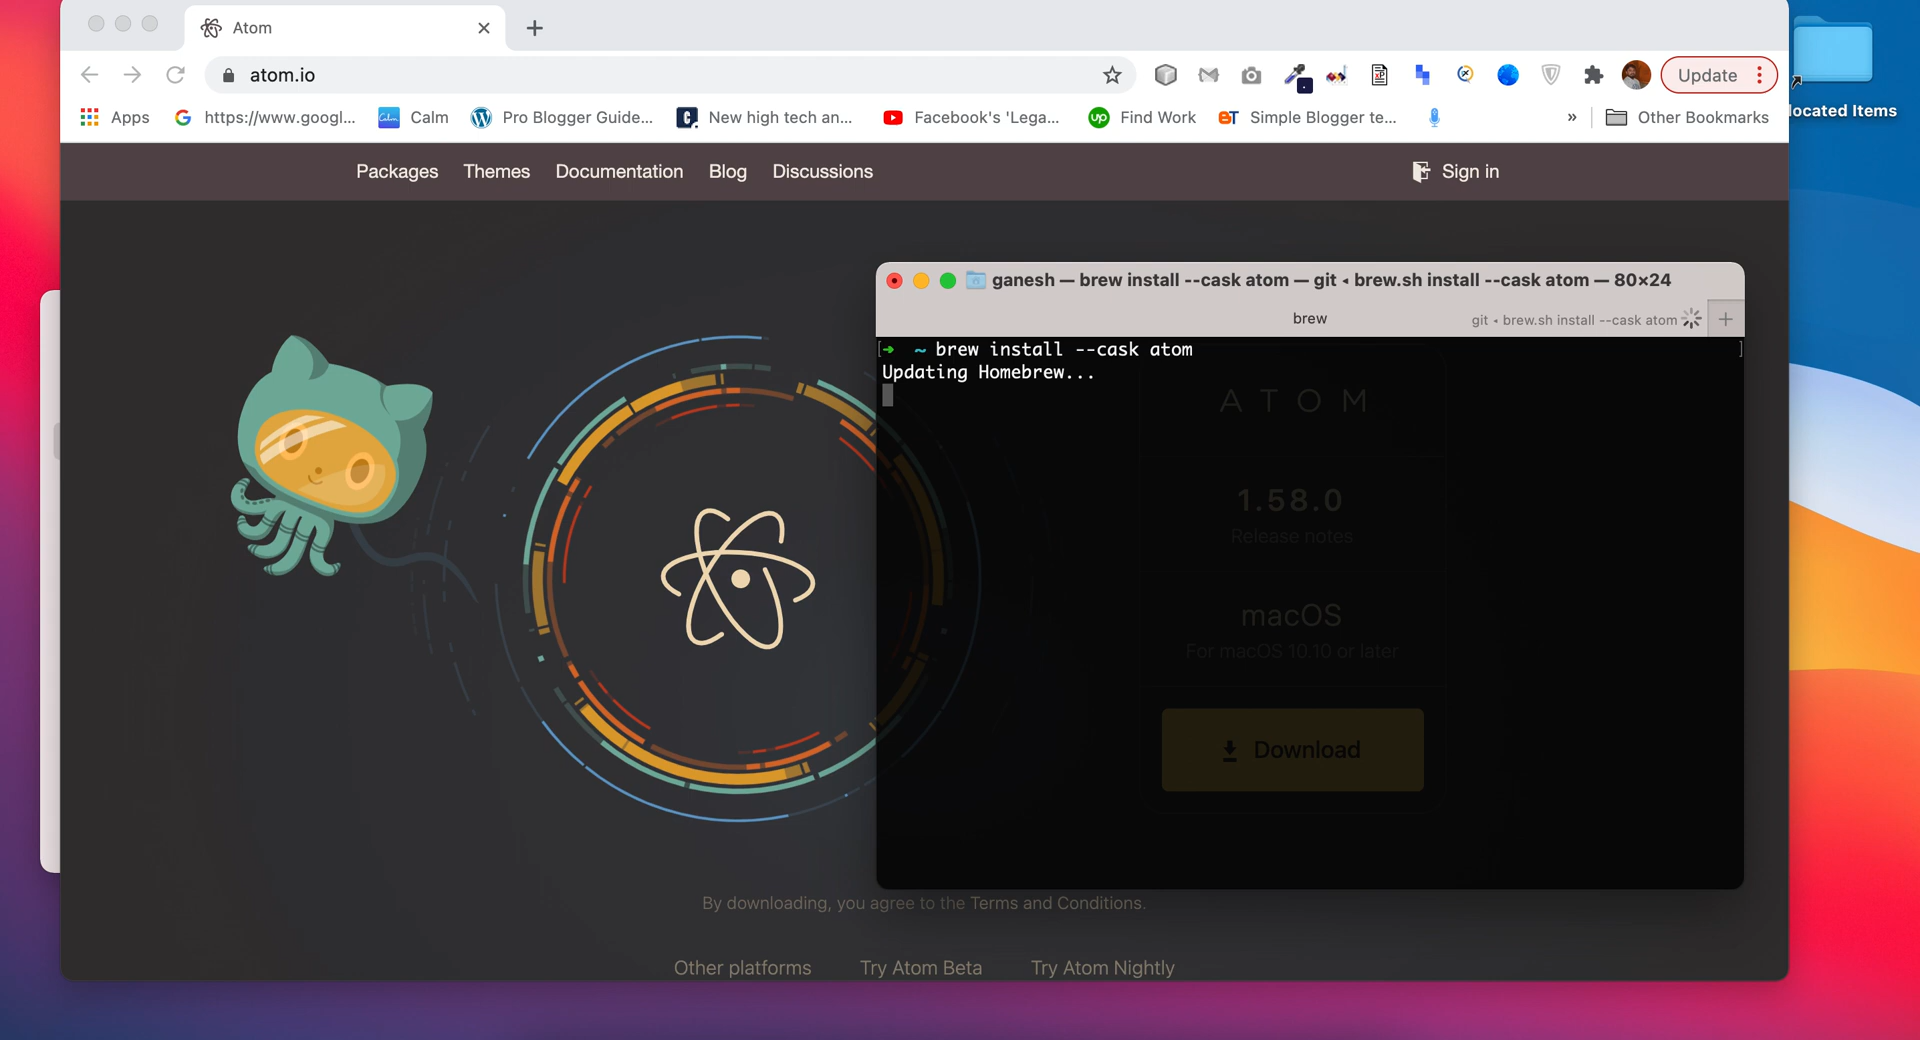 Atom
atom.io
Update
Apps
https://www.googl...
Calm
Pro Blogger Guide...
New high tech an...
Facebook's 'Lega...
up
Find Work
BT
Simple Blogger te...
»
Other Bookmarks
located Items
Packages
Themes
Documentation
Blog
Discussions
Sign in
ganesh — brew install --cask atom — git ◂ brew.sh install --cask atom — 80×24
brew
git ◂ brew.sh install --cask atom
[➜ ~ brew install --cask atom ]
Updating Homebrew...
ATOM
1.58.0
Release notes
macOS
For macOS 10.10 or later
Download
By downloading, you agree to the Terms and Conditions.
Other platforms
Try Atom Beta
Try Atom Nightly